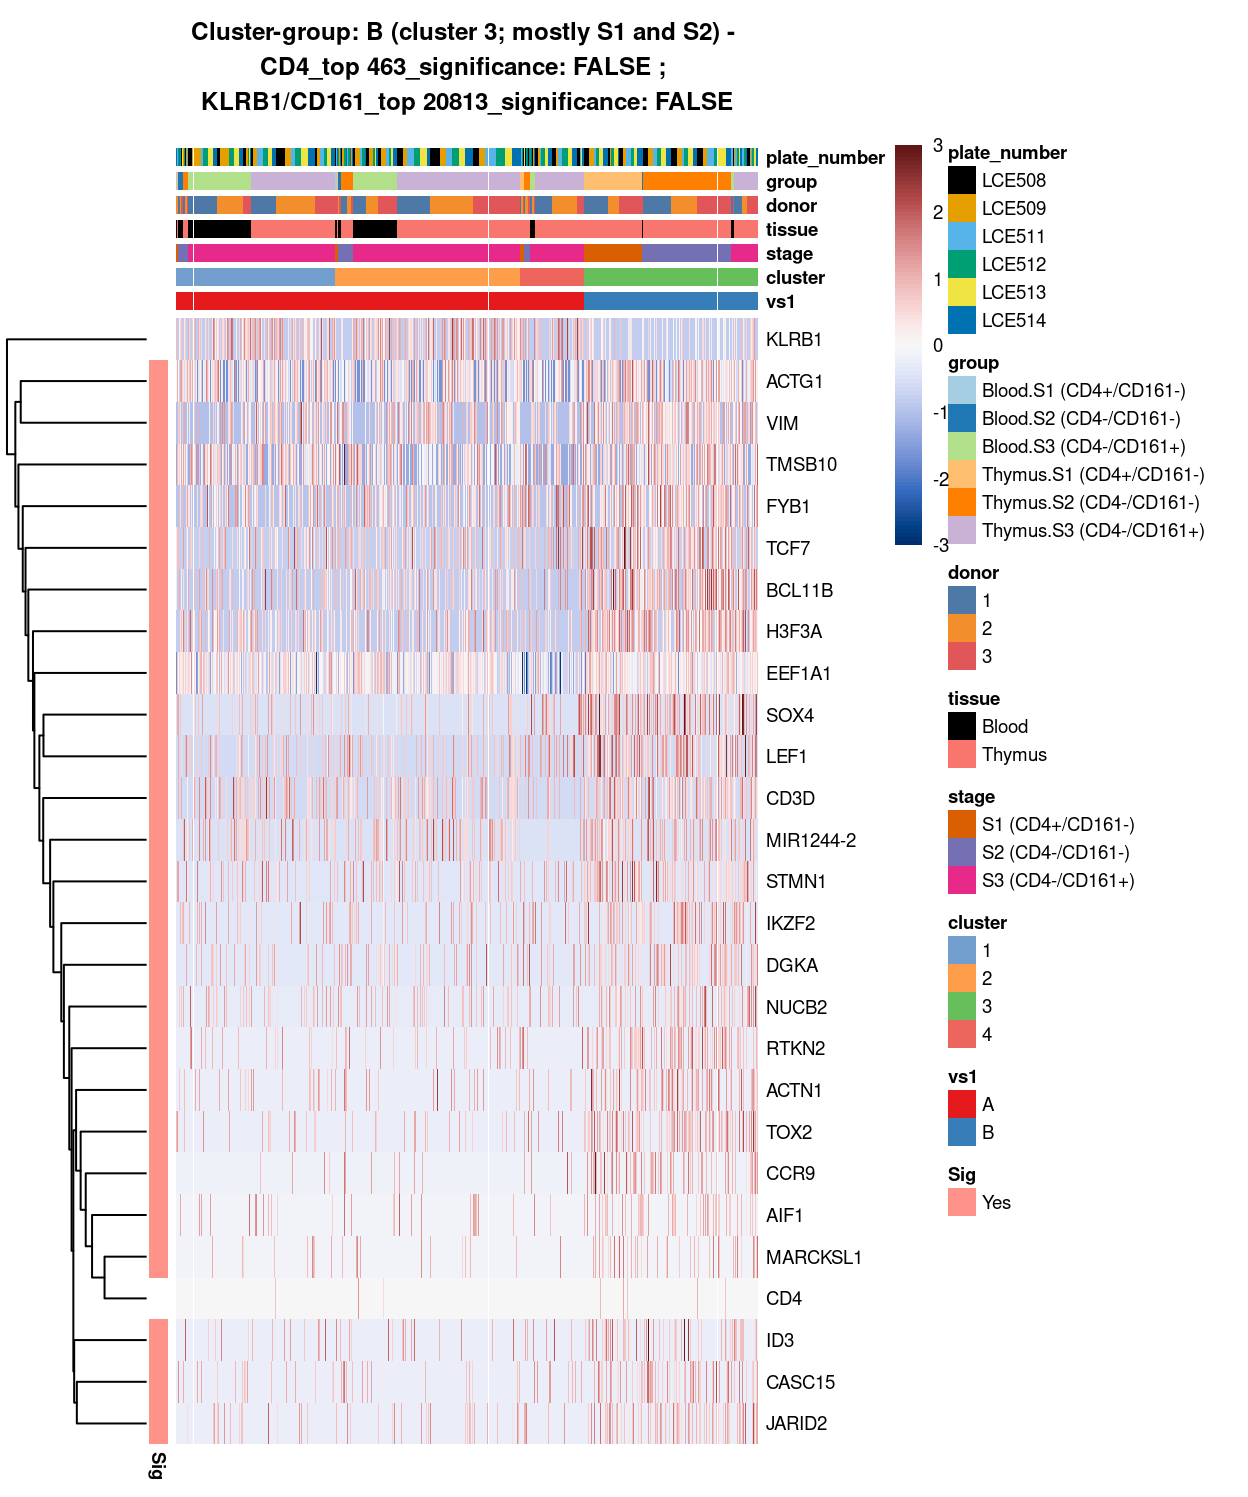 Cluster-group: B (cluster 3; mostly S1 and S2) -
CD4_top 463_significance: FALSE ;
KLRB1/CD161_top 20813_significance: FALSE
plate_number
group
donor
tissue
stage
cluster
vs1
KLRB1
ACTG1
VIM
TMSB10
FYB1
TCF7
BCL11B
H3F3A
EEF1A1
SOX4
LEF1
CD3D
MIR1244-2
STMN1
IKZF2
DGKA
NUCB2
RTKN2
ACTN1
TOX2
CCR9
AIF1
MARCKSL1
CD4
ID3
CASC15
JARID2
Sig
3
2
1
0
-1
-2
-3
plate_number
LCE508
LCE509
LCE511
LCE512
LCE513
LCE514
group
Blood.S1 (CD4+/CD161-)
Blood.S2 (CD4-/CD161-)
Blood.S3 (CD4-/CD161+)
Thymus.S1 (CD4+/CD161-)
Thymus.S2 (CD4-/CD161-)
Thymus.S3 (CD4-/CD161+)
donor
1
2
3
tissue
Blood
Thymus
stage
S1 (CD4+/CD161-)
S2 (CD4-/CD161-)
S3 (CD4-/CD161+)
cluster
1
2
3
4
vs1
A
B
Sig
Yes